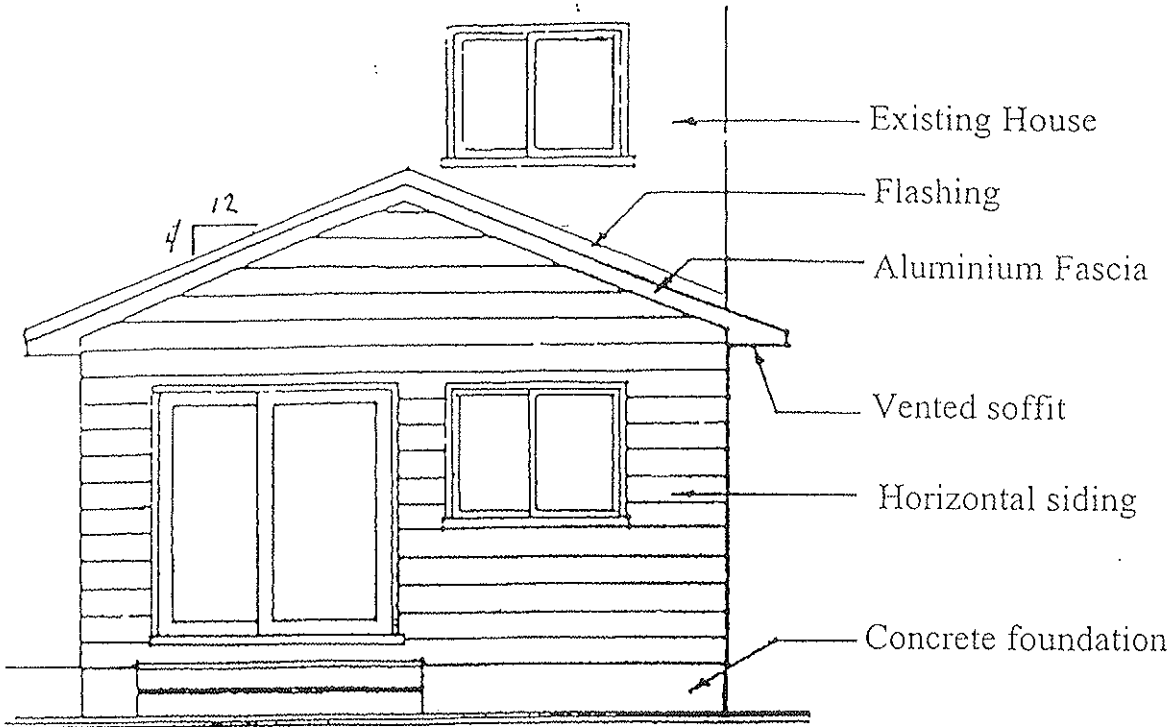 Existing House
12
4
Flashing
Aluminium Fascia
Vented soffit
Horizontal siding
Concrete foundation